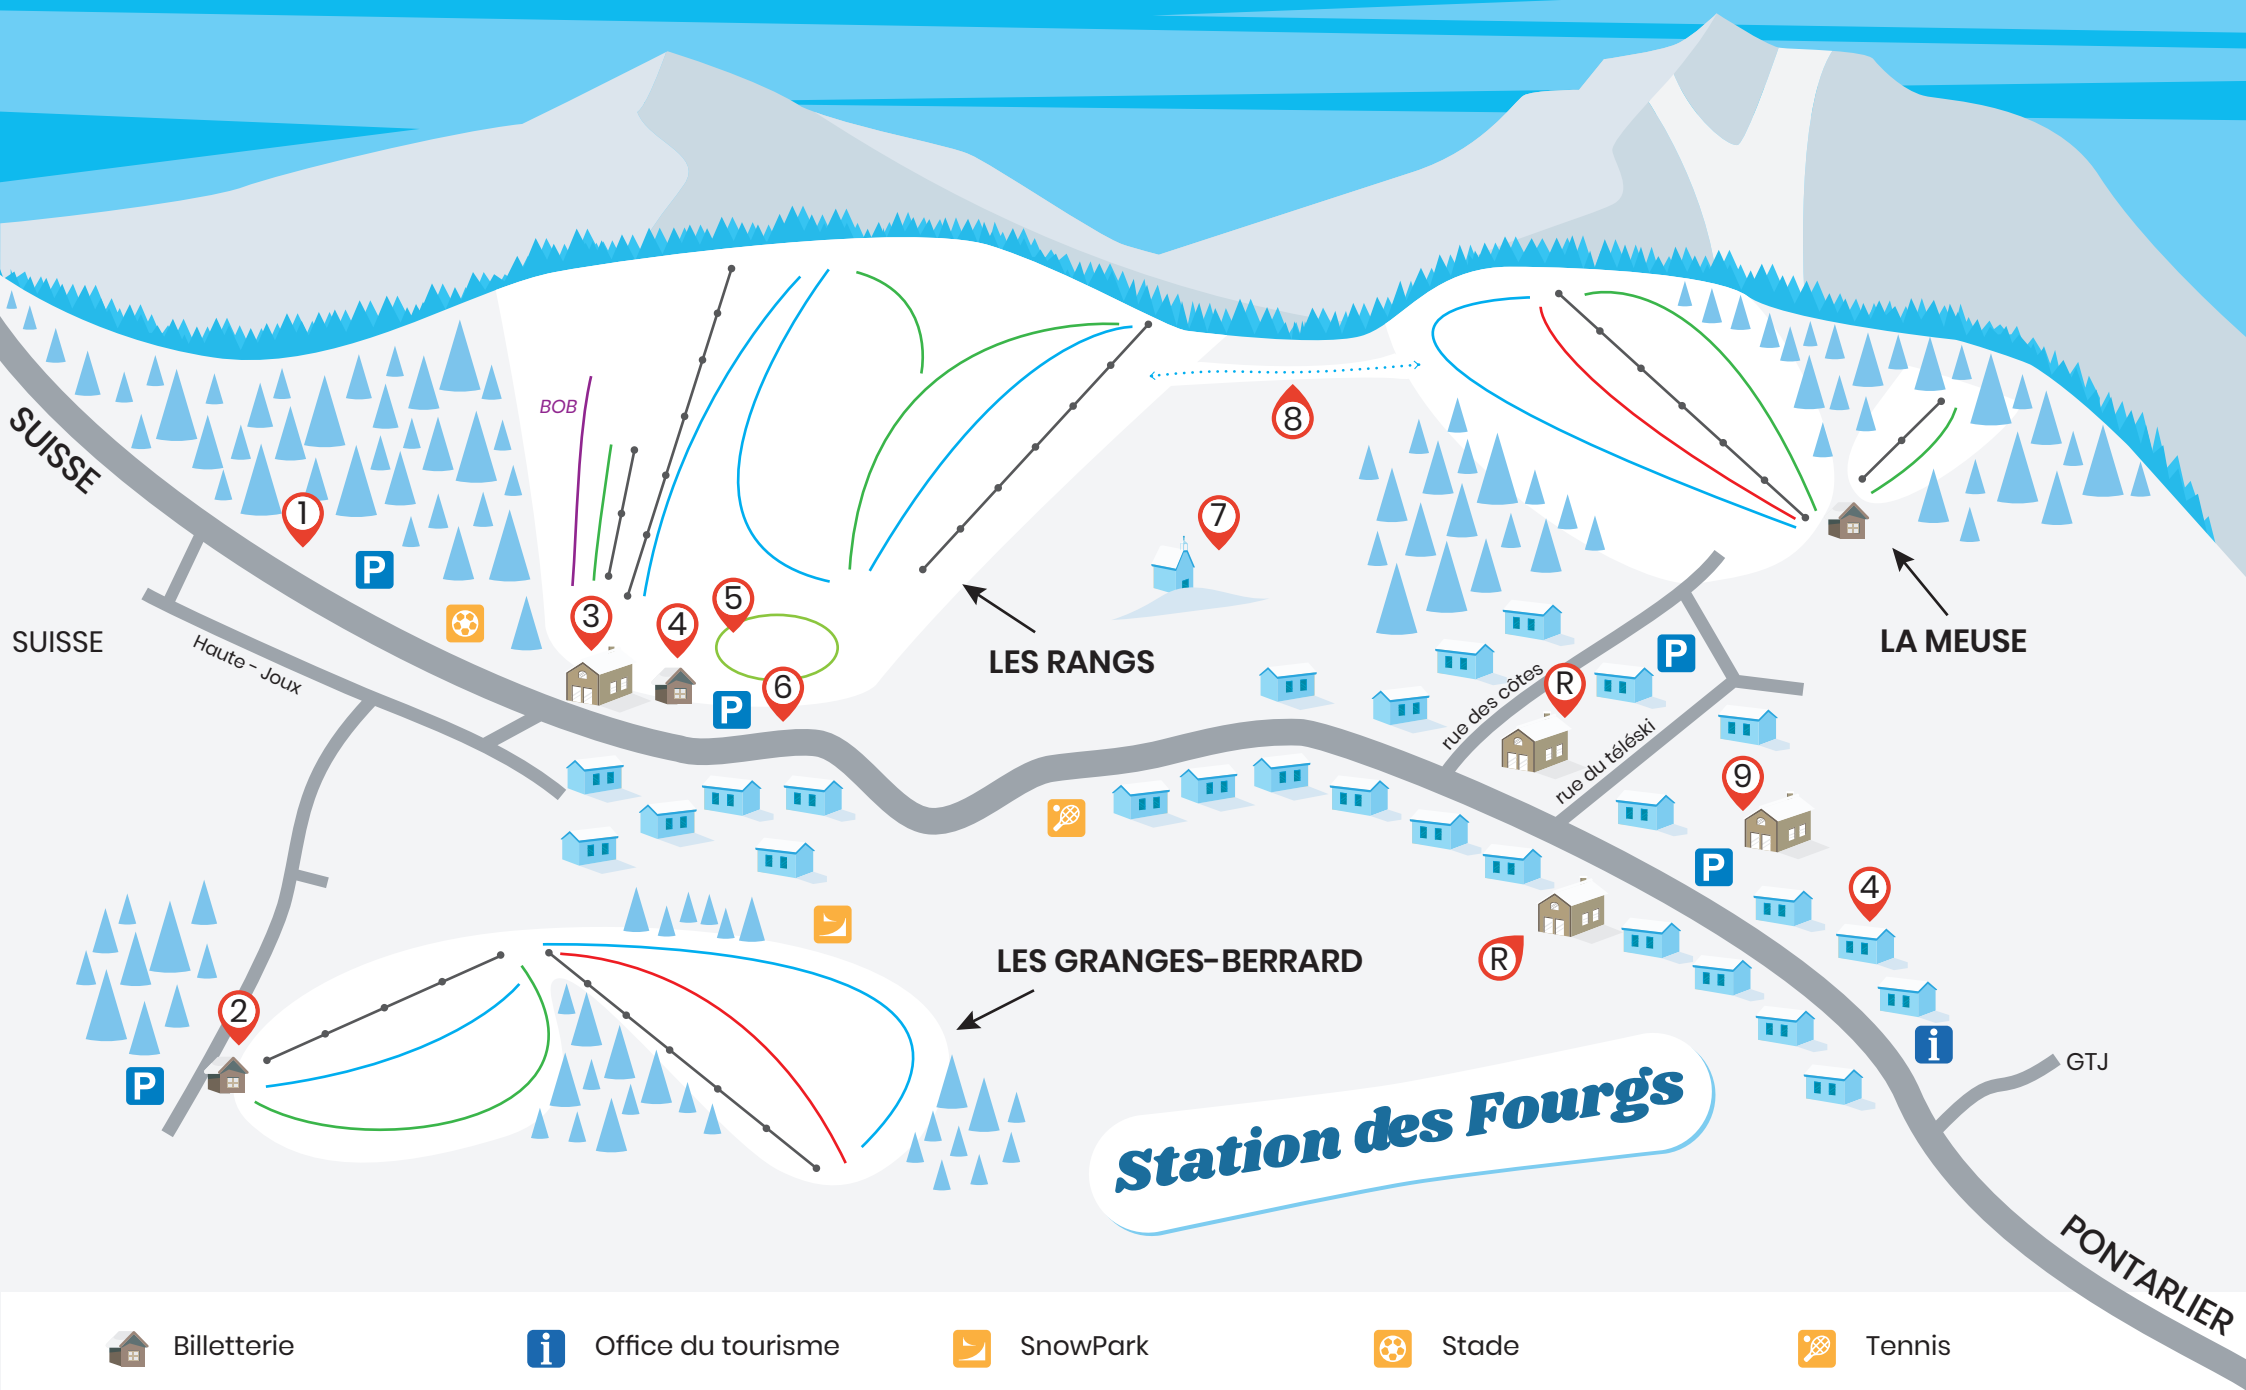 SUISSE
BOB
1
P
8
7
SUISSE
Haute - Joux
3
4
5
6
P
LES RANGS
LA MEUSE
rue des côtes
R
P
rue du téléski
9
P
4
R
LES GRANGES-BERRARD
2
P
i
GTJ
Station des Fourgs
PONTARLIER
Billetterie
i
Office du tourisme
SnowPark
Stade
Tennis